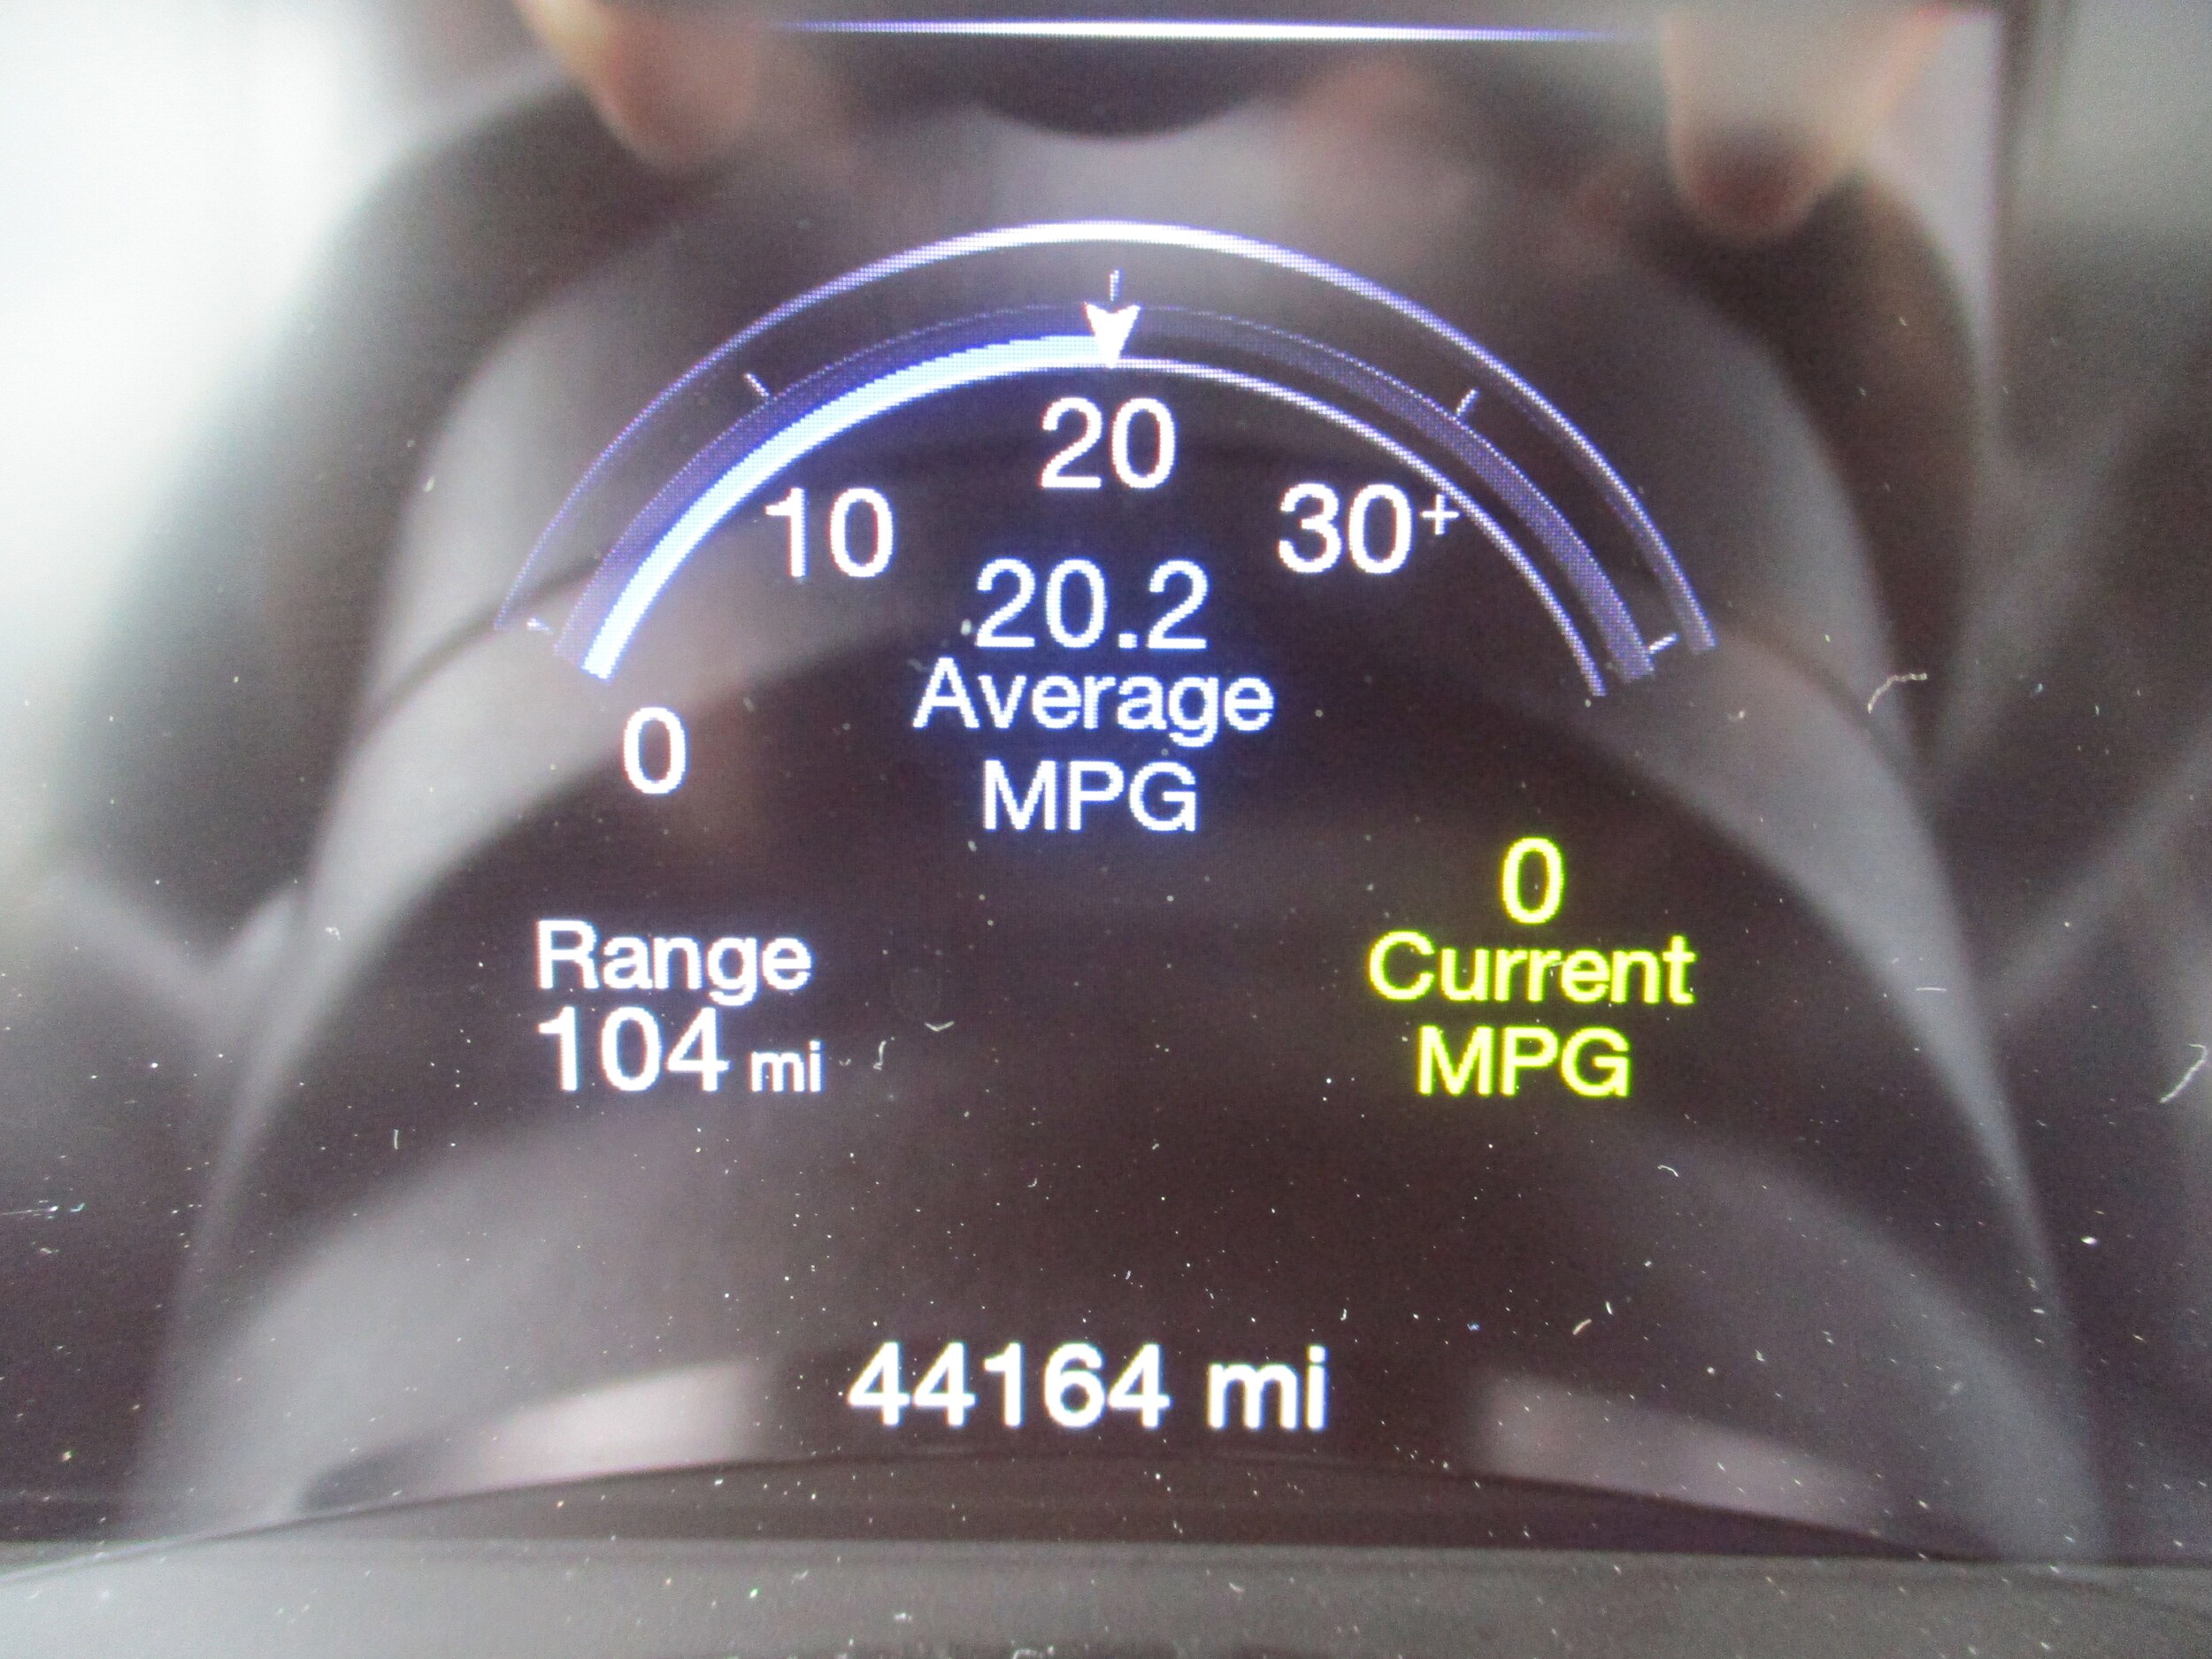 20
10
30+
20.2
Average
MPG
0
0
Current
MPG
Range
104 mi
44164 mi